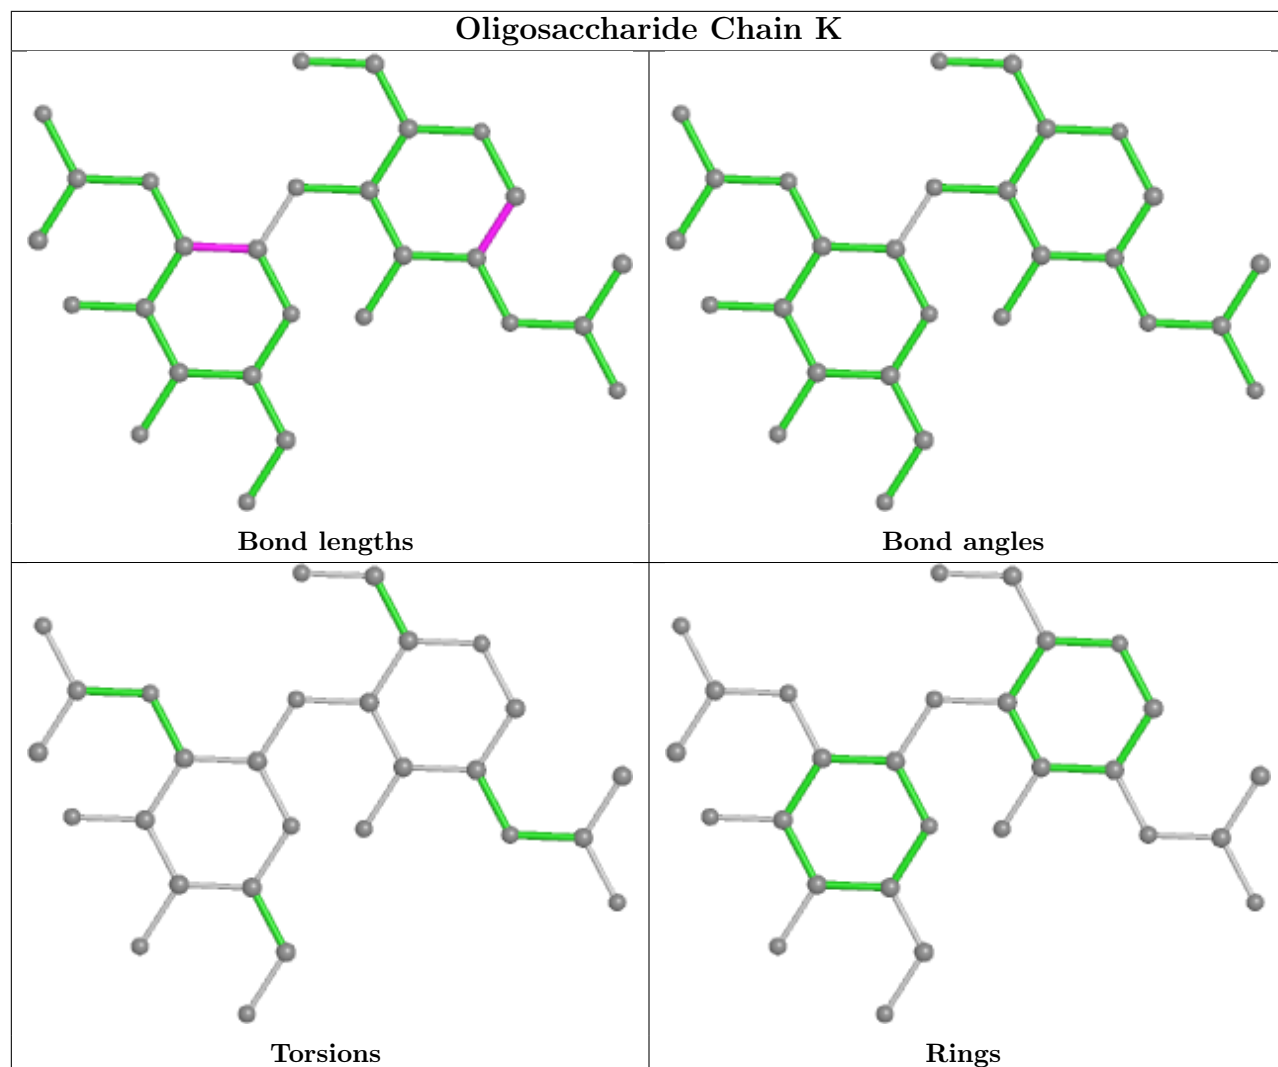 Oligosaccharide Chain K
Bond lengths
Bond angles
Torsions
Rings